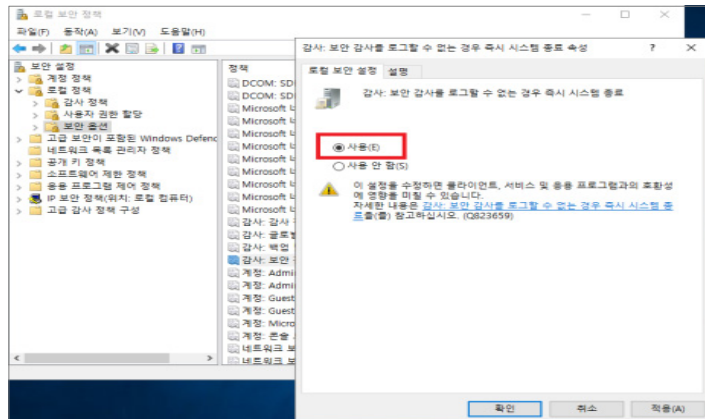 로컬 보안 정책
파일(F) 동작(A) 보기(V) 도움말(H)
보안 설정
계정 정책
로컬 정책
감사 정책
사용자 권한 할당
보안 옵션
고급 보안이 포함된 Windows Defenc
네트워크 목록 관리자 정책
공개 키 정책
소프트웨어 제한 정책
응용 프로그램 제어 정책
IP 보안 정책(위치: 로컬 컴퓨터)
고급 감사 정책 구성
정책
DCOM: SD
DCOM: SD
Microsoft 네
Microsoft 네
Microsoft 네
Microsoft 네
Microsoft 네
Microsoft 네
Microsoft 네
Microsoft 네
Microsoft 네
감사: 감사
감사: 글로벌
감사: 백업
감사: 보안
계정: Admi
계정: Admi
계정: Guest
계정: Guest
계정: Micro
계정: 콘솔
네트워크 보
네트워크 보
감사: 보안 감사를 로그할 수 없는 경우 즉시 시스템 종료 속성 ? ×
로컬 보안 설정 설명
감사: 보안 감사를 로그할 수 없는 경우 즉시 시스템 종료
사용(E)
사용 안 함(S)
이 설정을 수정하면 클라이언트, 서비스 및 응용 프로그램과의 호환성
에 영향을 미칠 수 있습니다.
자세한 내용은 감사: 보안 감사를 로그할 수 없는 경우 즉시 시스템 종
료을(를) 참고하십시오. (Q823659)
확인 취소 적용(A)